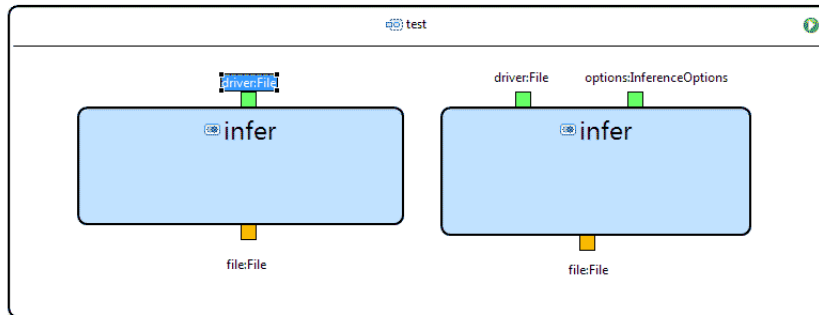 test
driver:File
driver:File
options:InferenceOptions
infer
infer
file:File
file:File